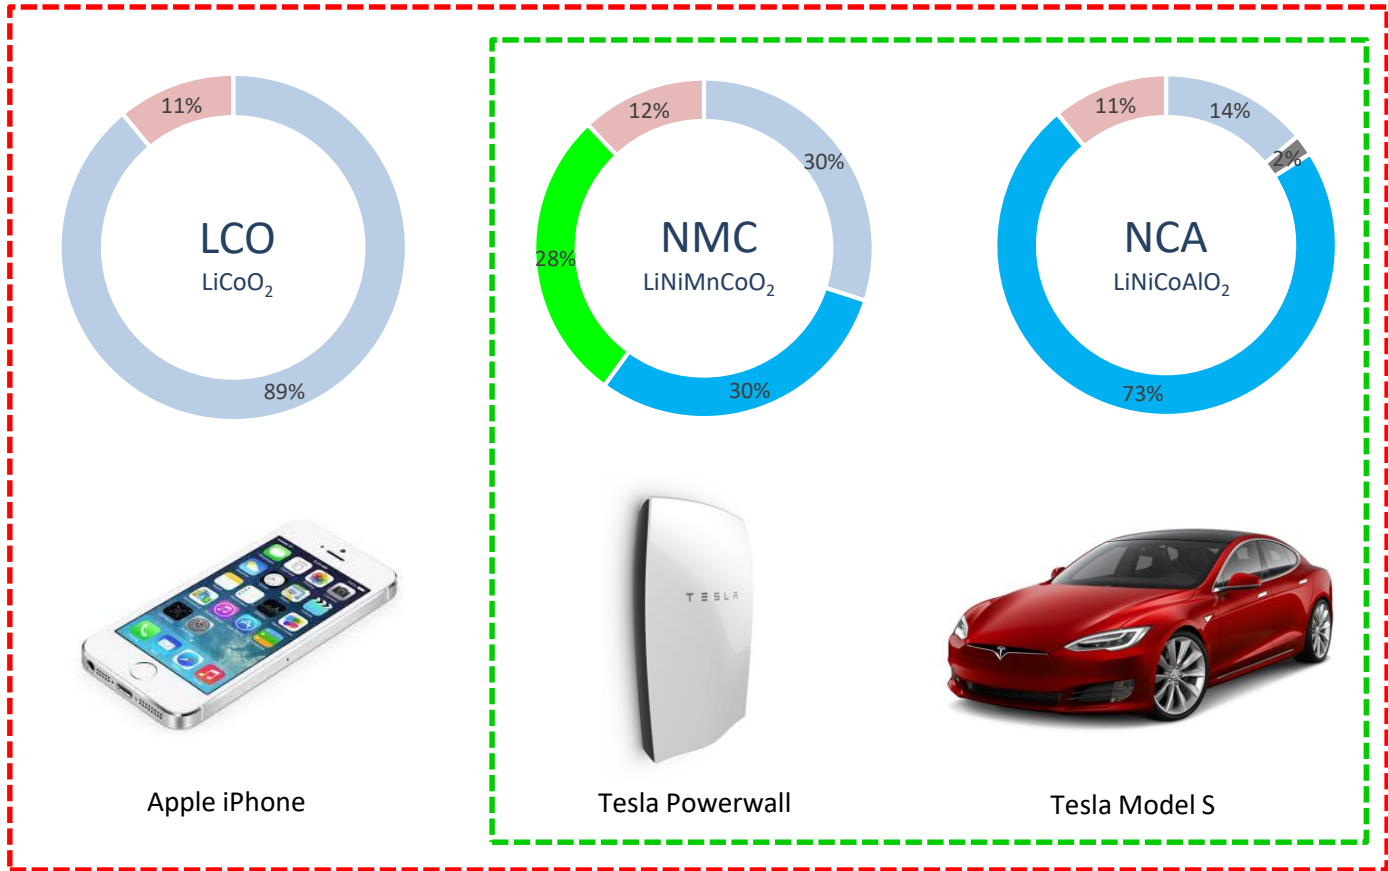 11%
89%
LCO
LiCoO₂
12%
30%
28%
30%
NMC
LiNiMnCoO₂
11%
14%
2%
73%
NCA
LiNiCoAlO₂
TESLA
Apple iPhone
Tesla Powerwall
Tesla Model S